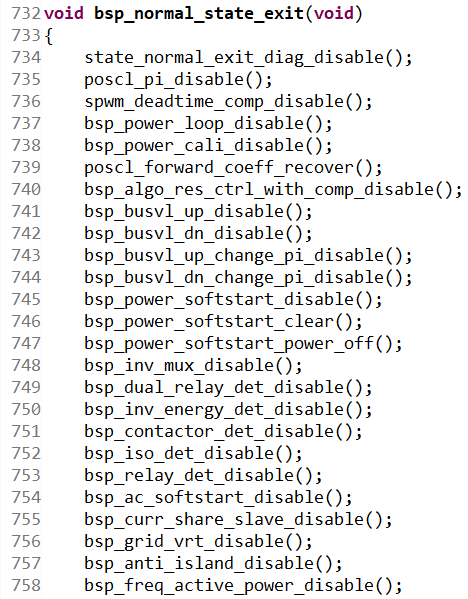 732 void bsp_normal_state_exit(void)
733 {
734     state_normal_exit_diag_disable();
735     poscl_pi_disable();
736     spwm_deadtime_comp_disable();
737     bsp_power_loop_disable();
738     bsp_power_cali_disable();
739     poscl_forward_coeff_recover();
740     bsp_algo_res_ctrl_with_comp_disable();
741     bsp_busvl_up_disable();
742     bsp_busvl_dn_disable();
743     bsp_busvl_up_change_pi_disable();
744     bsp_busvl_dn_change_pi_disable();
745     bsp_power_softstart_disable();
746     bsp_power_softstart_clear();
747     bsp_power_softstart_power_off();
748     bsp_inv_mux_disable();
749     bsp_dual_relay_det_disable();
750     bsp_inv_energy_det_disable();
751     bsp_contactor_det_disable();
752     bsp_iso_det_disable();
753     bsp_relay_det_disable();
754     bsp_ac_softstart_disable();
755     bsp_curr_share_slave_disable();
756     bsp_grid_vrt_disable();
757     bsp_anti_island_disable();
758     bsp_freq_active_power_disable();